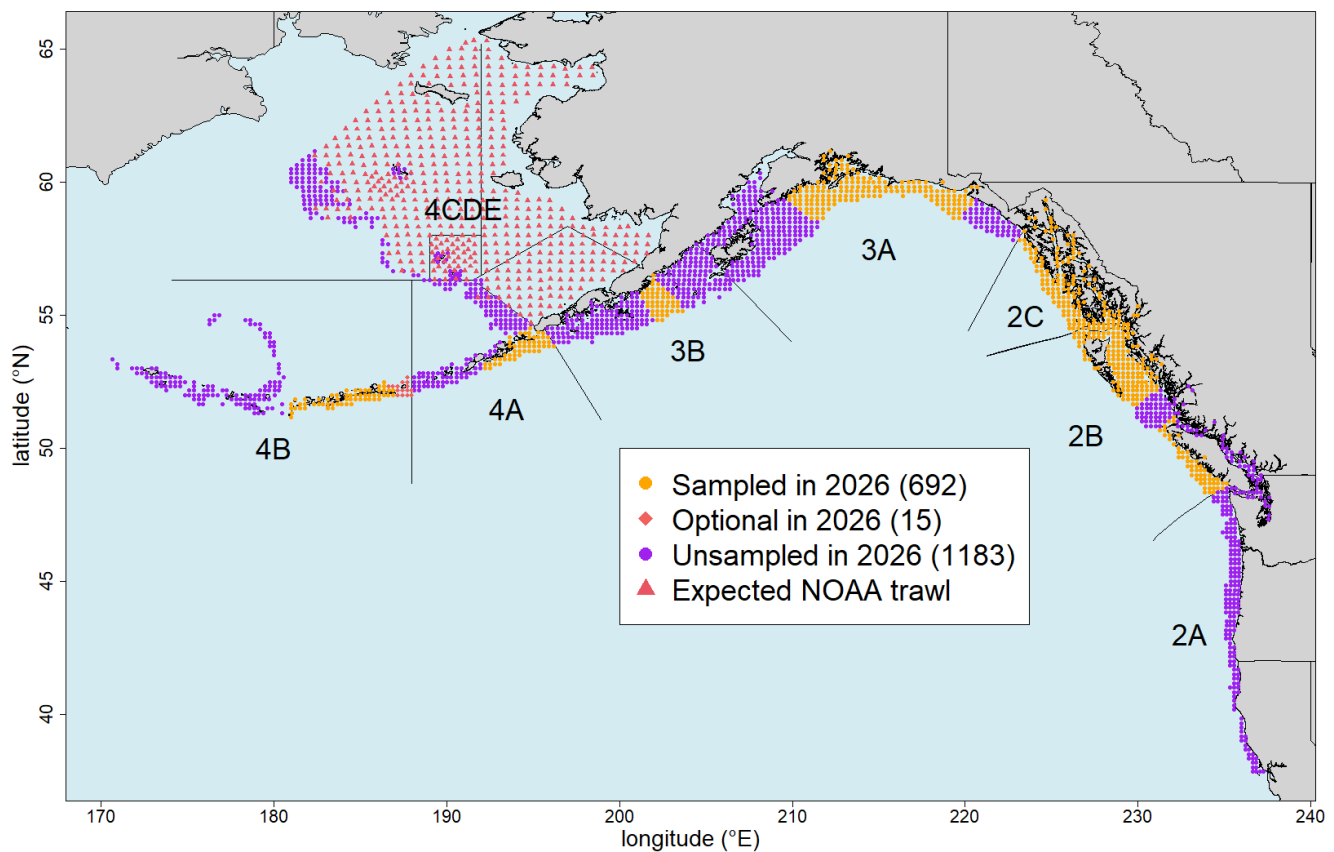 65
60
55
50
45
40
latitude (°N)
4CDE
3A
2C
3B
4A
2B
4B
2A
Sampled in 2026 (692)
Optional in 2026 (15)
Unsampled in 2026 (1183)
Expected NOAA trawl
170 180 190 200 210 220 230 240
longitude (°E)